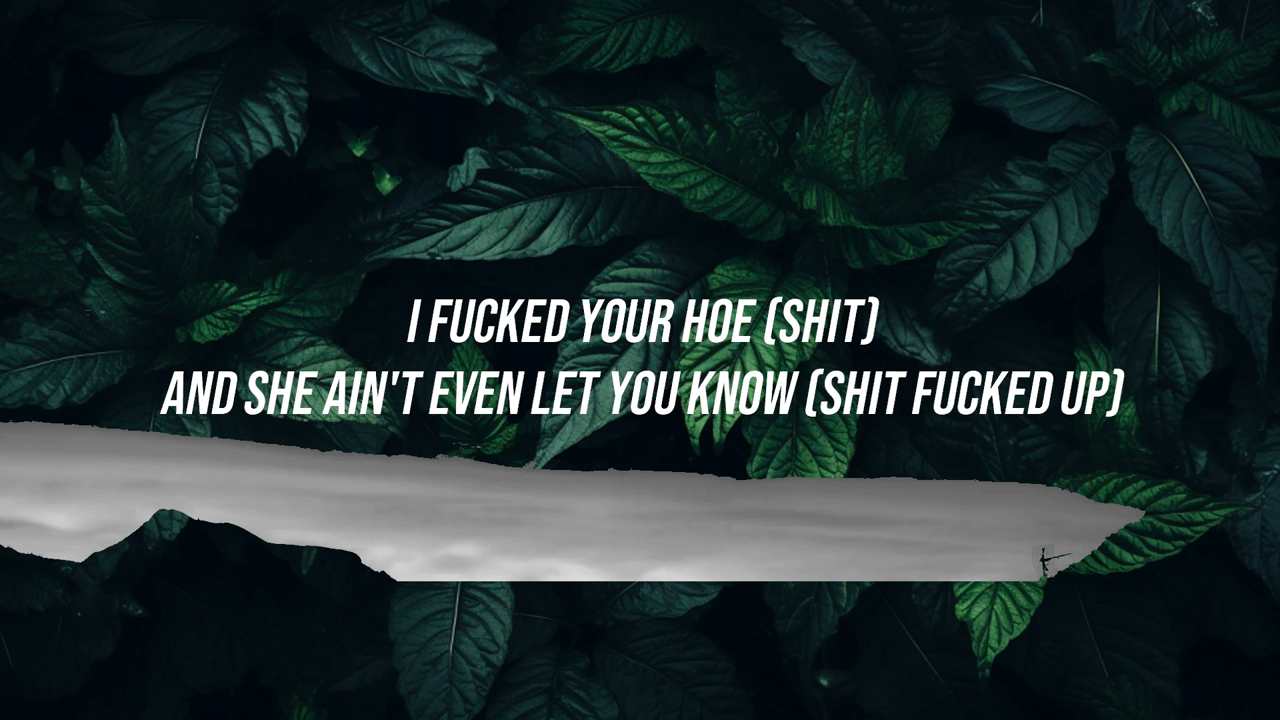 I FUCKED YOUR HOE (SHIT)
AND SHE AIN'T EVEN LET YOU KNOW (SHIT FUCKED UP)